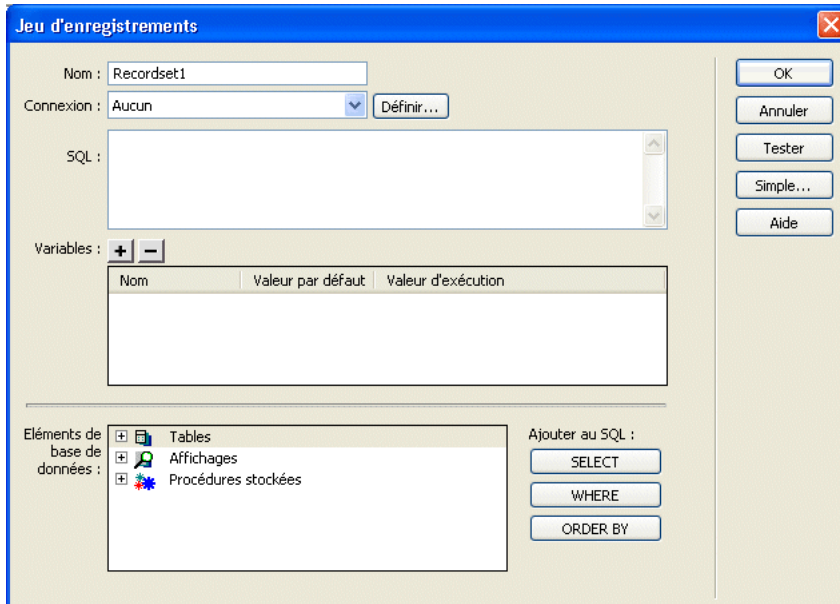 Jeu d'enregistrements
Nom : Recordset1
Connexion : Aucun Définir...
SQL :
Variables : + −
Nom Valeur par défaut Valeur d'exécution
Eléments de base de données :
Tables
Affichages
Procédures stockées
Ajouter au SQL :
SELECT
WHERE
ORDER BY
OK
Annuler
Tester
Simple...
Aide